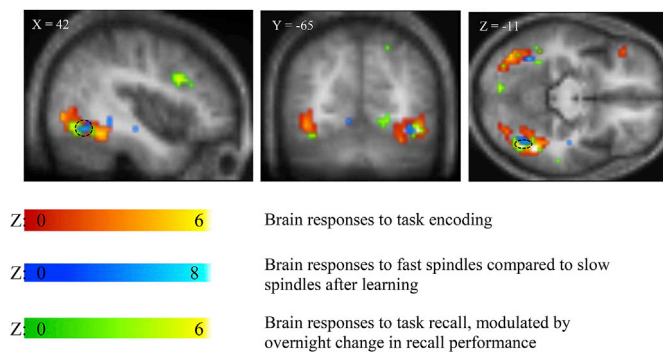 X = 42
Y = -65
Z = -11
Z: 0 6 Brain responses to task encoding
Z: 0 8 Brain responses to fast spindles compared to slow
spindles after learning
Z: 0 6 Brain responses to task recall, modulated by
overnight change in recall performance